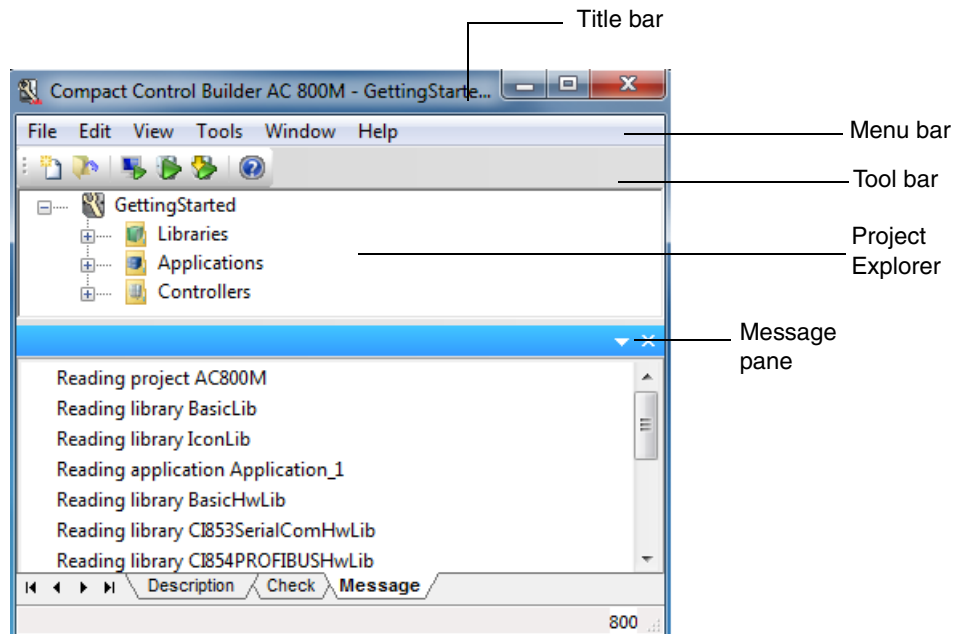 Title bar
Compact Control Builder AC 800M - GettingStarte...
File Edit View Tools Window Help
Menu bar
Tool bar
GettingStarted
Libraries
Applications
Controllers
Project
Explorer
Message
pane
Reading project AC800M
Reading library BasicLib
Reading library IconLib
Reading application Application_1
Reading library BasicHwLib
Reading library CI853SerialComHwLib
Reading library CI854PROFIBUSHwLib
Description Check Message
800